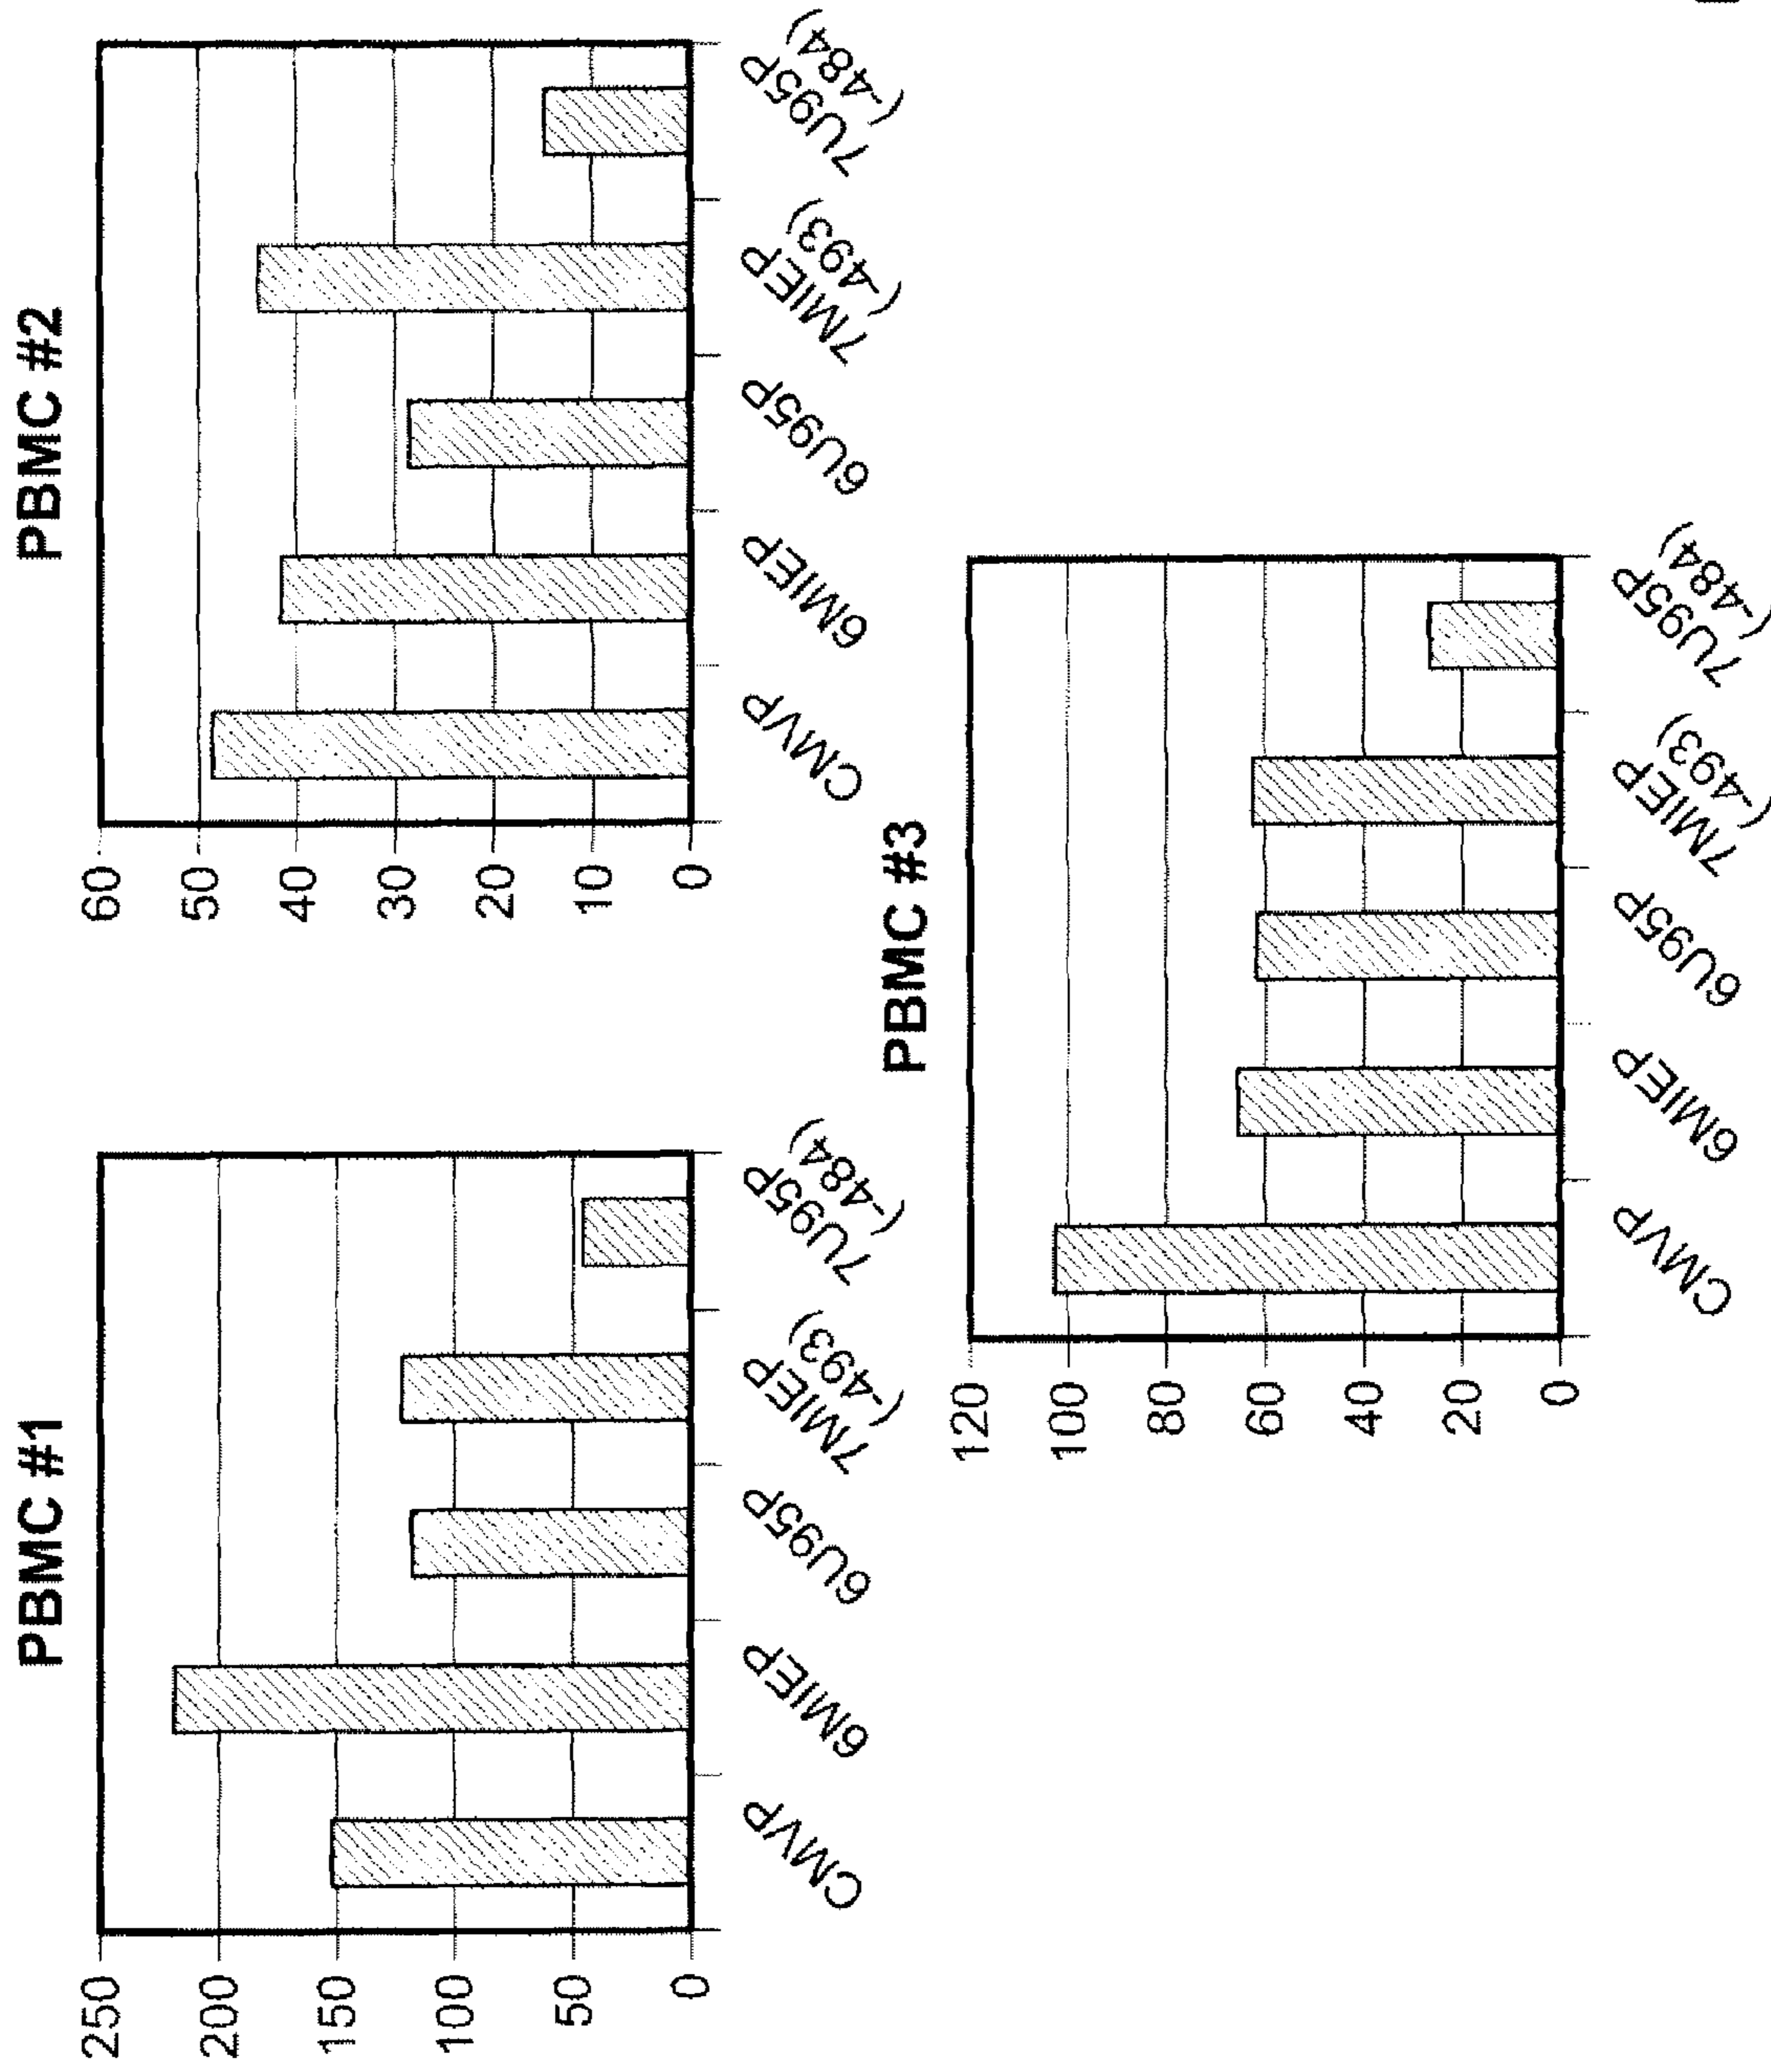 PBMC #1
250
200
150
100
50
0
CMVP
6MIEP
6U95P
7MIEP
(-493)
7U95P
(-484)
PBMC #2
60
50
40
30
20
10
0
CMVP
6MIEP
6U95P
7MIEP
(-493)
7U95P
(-484)
PBMC #3
120
100
80
60
40
20
0
CMVP
6MIEP
6U95P
7MIEP
(-493)
7U95P
(-484)